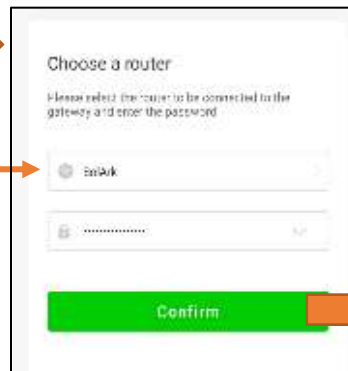 Choose a router
Please select the router to be connected to the
gateway and enter the password
SolArk
••••••••••••••••
Confirm